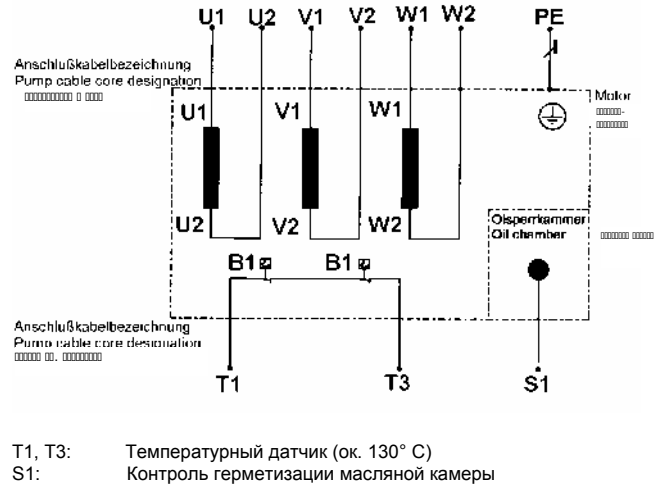 U1 U2 V1 V2 W1 W2 PE
Anschlußkabelbezeichnung
Pump cable core designation
Motor
U1 V1 W1
U2 V2 W2
Ölsperrkammer
Oil chamber
B1 B1
Anschlußkabelbezeichnung
Pump cable core designation
T1 T3 S1
T1, T3: Температурный датчик (ок. 130° C)
S1: Контроль герметизации масляной камеры